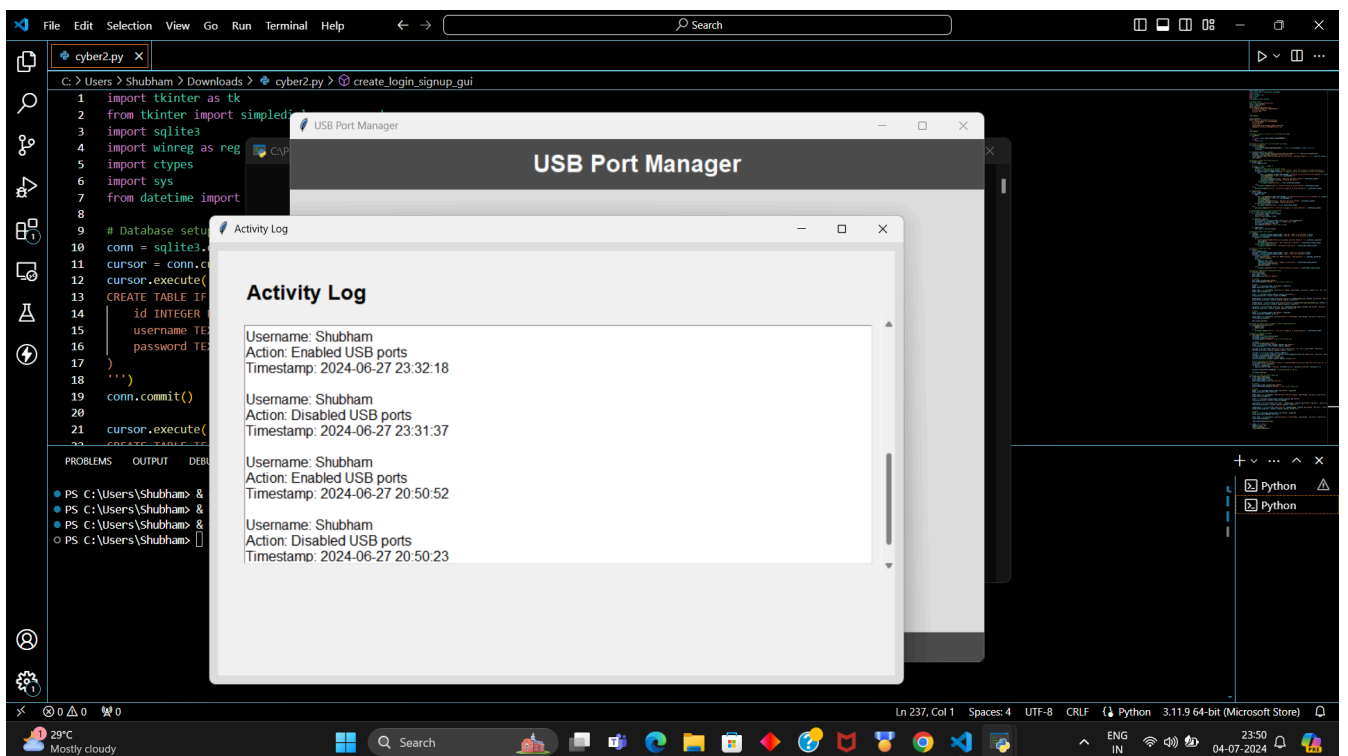 File Edit Selection View Go Run Terminal Help
Search
cyber2.py
C: > Users > Shubham > Downloads > cyber2.py > create_login_signup_gui
1 import tkinter as tk
2 from tkinter import
3 import sqlite3
4 import winreg as reg
5 import ctypes
6 import sys
7 from datetime import
8
9 # Database
10 conn =
11 cursor =
12 cursor.execute(
13 CREATE TABLE IF
14 id INTEGER
15 username
16 password
17 )
18 ''')
19 conn.commit()
20
21 cursor.execute(
22 CREATE TABLE IF
USB Port Manager
USB Port Manager
Activity Log
Activity Log
Username: Shubham
Action: Enabled USB ports
Timestamp: 2024-06-27 23:32:18
Username: Shubham
Action: Disabled USB ports
Timestamp: 2024-06-27 23:31:37
Username: Shubham
Action: Enabled USB ports
Timestamp: 2024-06-27 20:50:52
Username: Shubham
Action: Disabled USB ports
Timestamp: 2024-06-27 20:50:23
PROBLEMS OUTPUT
PS C:\Users\Shubham> &
PS C:\Users\Shubham> &
PS C:\Users\Shubham> &
PS C:\Users\Shubham>
Python
Python
0 0 0
Ln 237, Col 1 Spaces: 4 UTF-8 CRLF Python 3.11.9 64-bit (Microsoft Store)
1
29°C
Mostly cloudy
Search
ENG
IN
23:50
04-07-2024